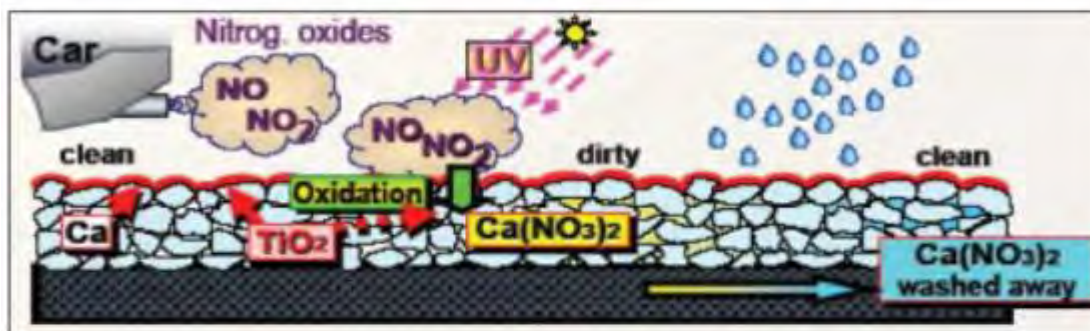 Car
Nitrog. oxides
NO
NO₂
UV
NO NO₂
clean
dirty
clean
Oxidation
Ca
TiO₂
Ca(NO₃)₂
Ca(NO₃)₂
washed away